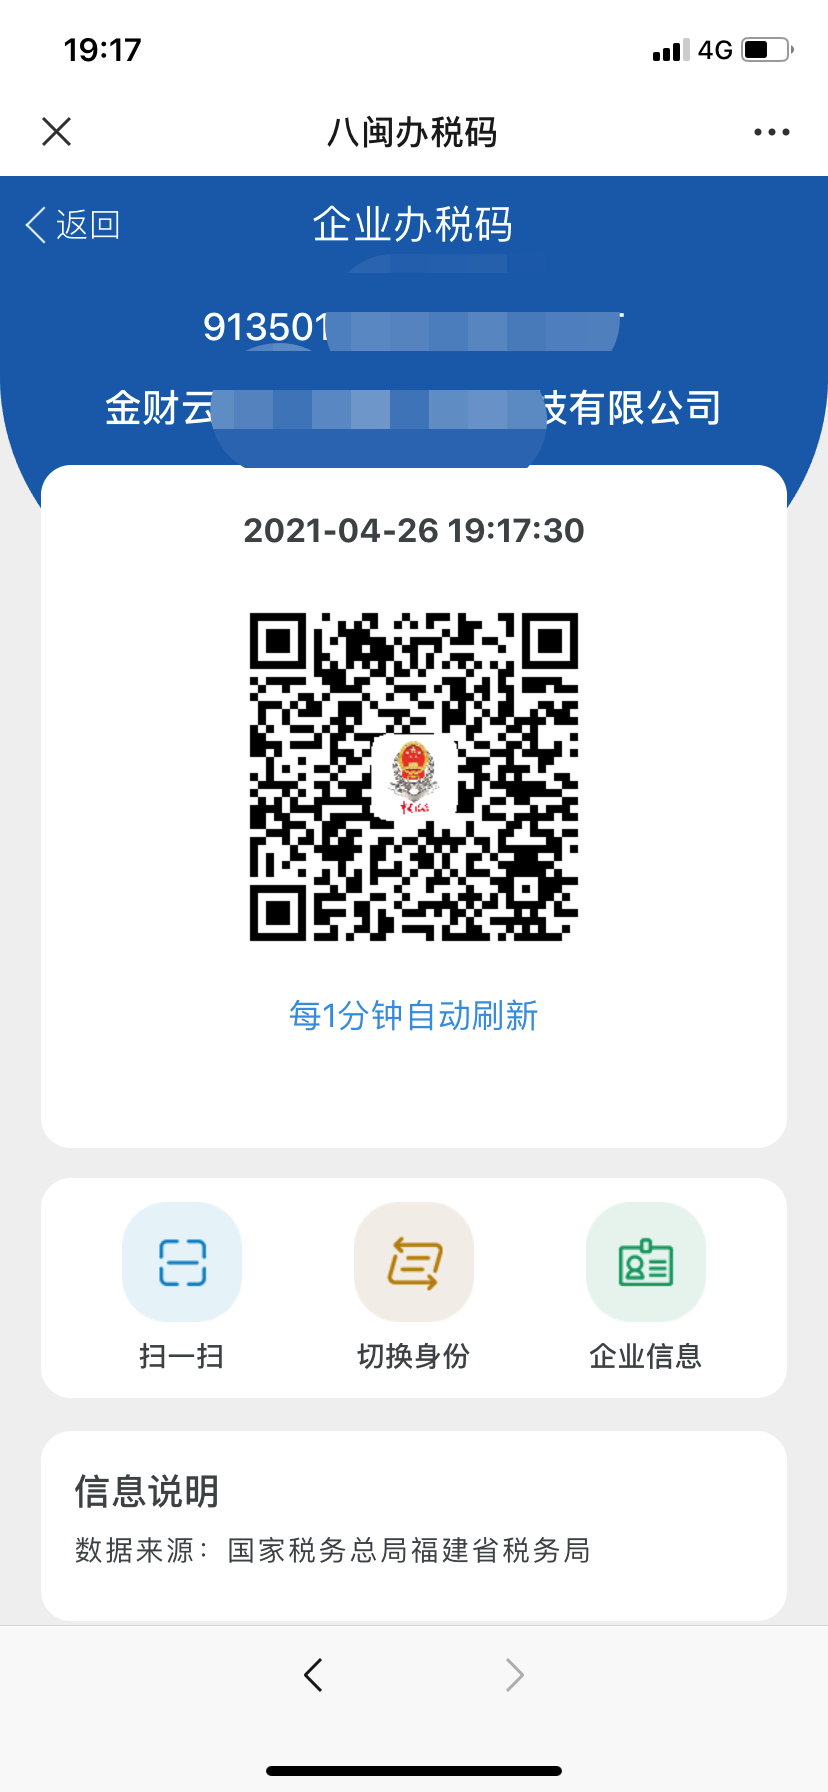 19:17
4G
八闽办税码
返回
企业办税码
913501
金财云 技有限公司
2021-04-26 19:17:30
每1分钟自动刷新
扫一扫
切换身份
企业信息
信息说明
数据来源：国家税务总局福建省税务局